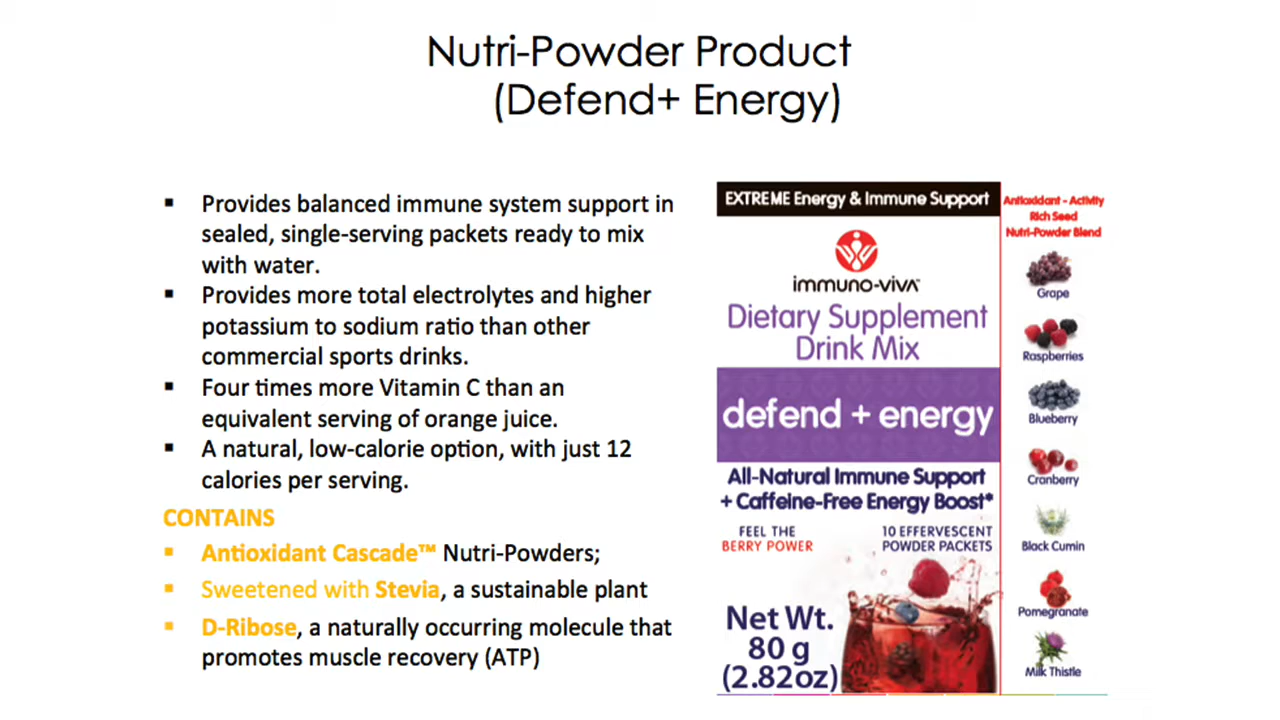 Nutri-Powder Product
(Defend+ Energy)
▪ Provides balanced immune system support in
sealed, single-serving packets ready to mix
with water.
▪ Provides more total electrolytes and higher
potassium to sodium ratio than other
commercial sports drinks.
▪ Four times more Vitamin C than an
equivalent serving of orange juice.
▪ A natural, low-calorie option, with just 12
calories per serving.
CONTAINS
▪ Antioxidant Cascade™ Nutri-Powders;
▪ Sweetened with Stevia, a sustainable plant
▪ D-Ribose, a naturally occurring molecule that
promotes muscle recovery (ATP)
EXTREME Energy & Immune Support
immuno-viva™
Dietary Supplement
Drink Mix
defend + energy
All-Natural Immune Support
+ Caffeine-Free Energy Boost*
FEEL THE
BERRY POWER
10 EFFERVESCENT
POWDER PACKETS
Net Wt.
80 g
(2.82oz)
Antioxidant - Activity
Rich Seed
Nutri-Powder Blend
Grape
Raspberries
Blueberry
Cranberry
Black Cumin
Pomegranate
Milk Thistle